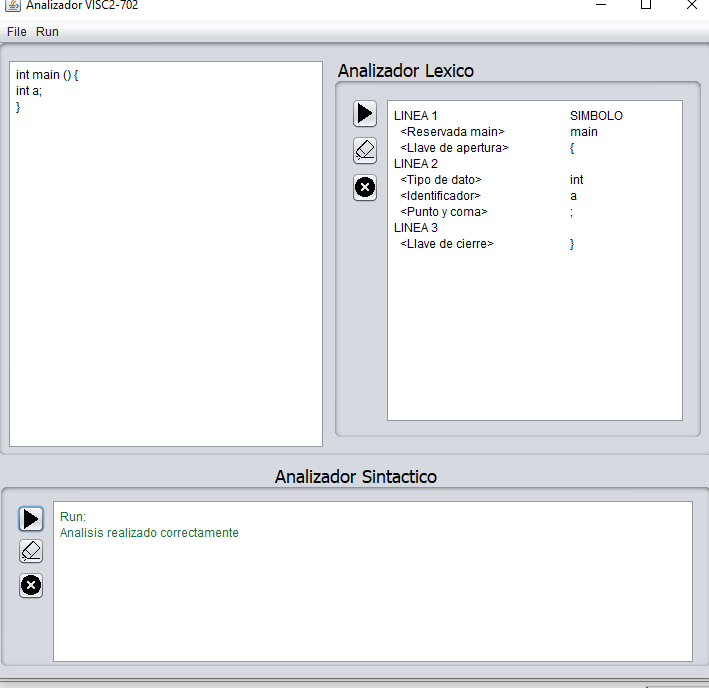 Analizador VISC2-702
File Run
int main () {
int a;
}
Analizador Lexico
LINEA 1 SIMBOLO
<Reservada main> main
<Llave de apertura> {
LINEA 2
<Tipo de dato> int
<Identificador> a
<Punto y coma> ;
LINEA 3
<Llave de cierre> }
Analizador Sintactico
Run:
Analisis realizado correctamente